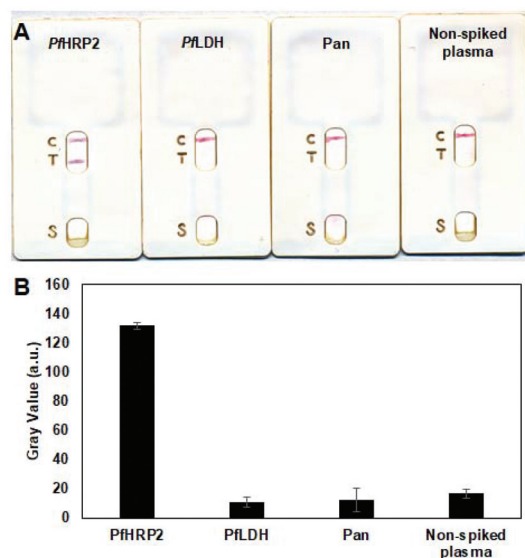 A
PfHRP2
PfLDH
Pan
Non-spiked
plasma
C
T
S
C
T
S
C
T
S
C
T
S
B
Gray Value (a.u.)
160
140
120
100
80
60
40
20
0
PfHRP2
PfLDH
Pan
Non-spiked
plasma